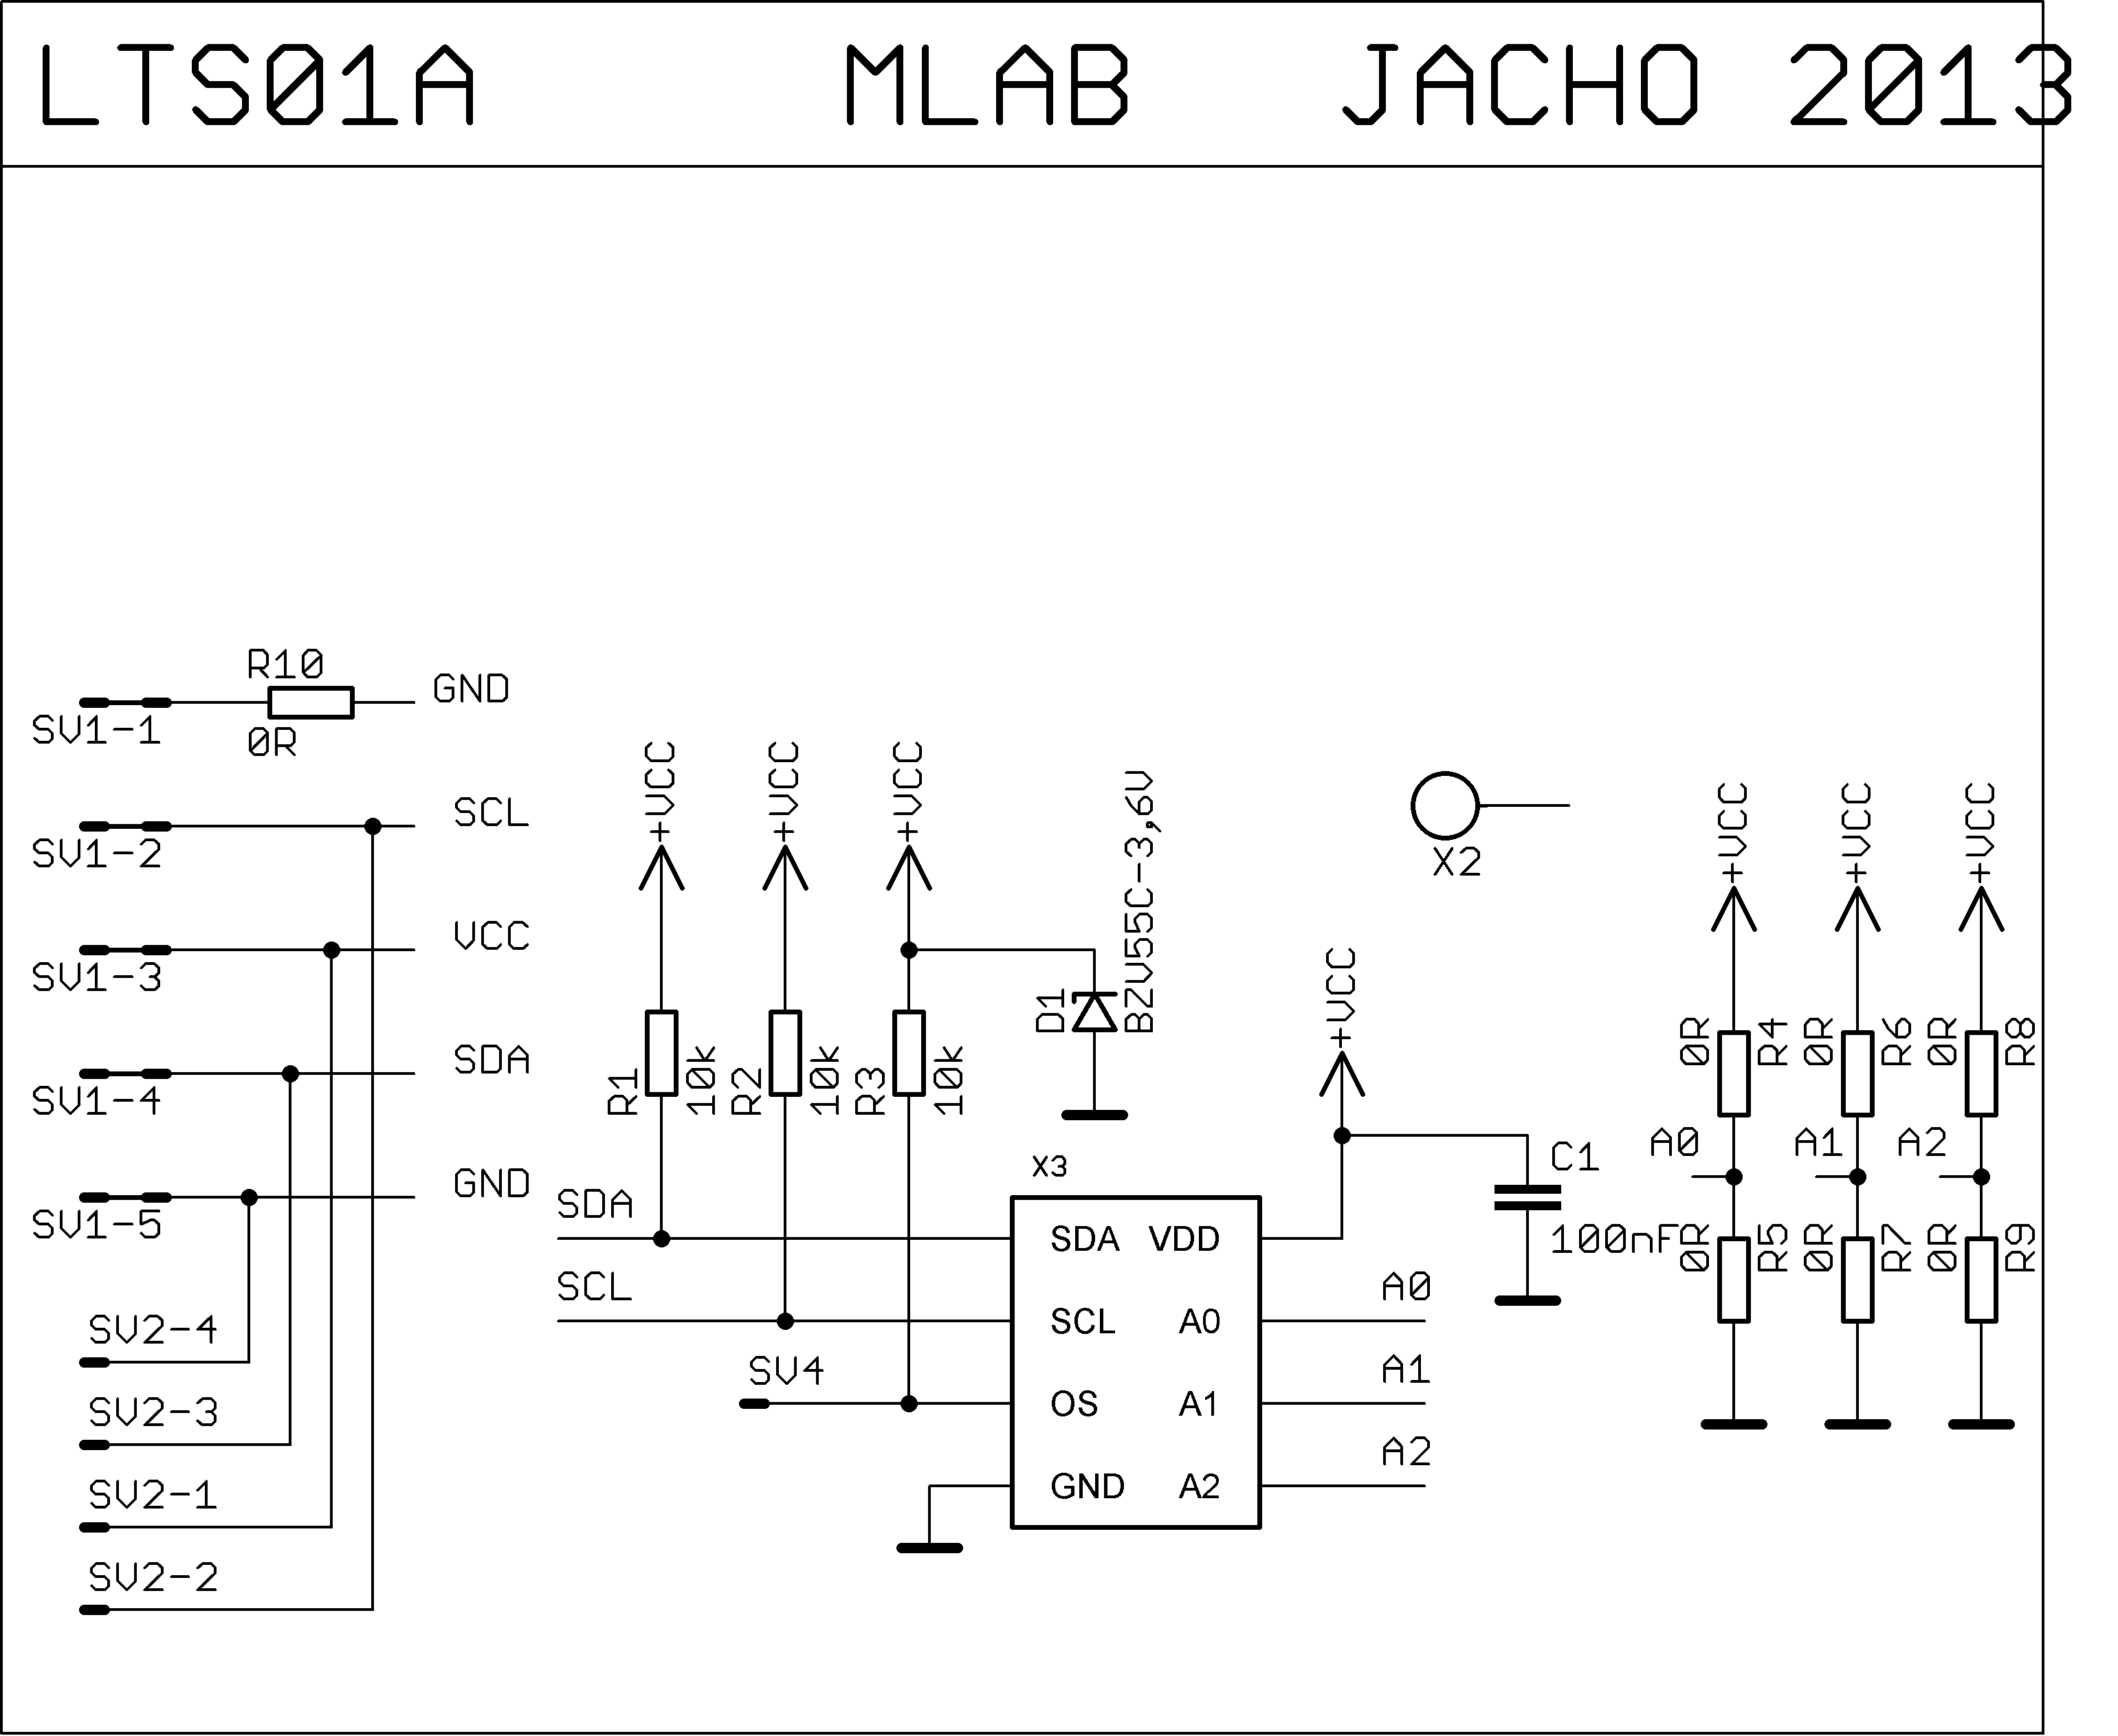 LTS01A MLAB JACHO 2013
R10
GND
SV1-1
0R
SCL
SV1-2
VCC
SV1-3
SDA
SV1-4
GND
SV1-5
SV2-4
SV2-3
SV2-1
SV2-2
+VCC
+VCC
+VCC
R1
10k
R2
10k
R3
10k
D1
BZV55C-3,6V
X2
+VCC
C1
100nF
X3
SDA
SCL
SV4
SDA VDD
SCL A0
OS A1
GND A2
A0
A1
A2
+VCC
+VCC
+VCC
0R
R4
0R
R6
0R
R8
A0
A1
A2
0R
R5
0R
R7
0R
R9